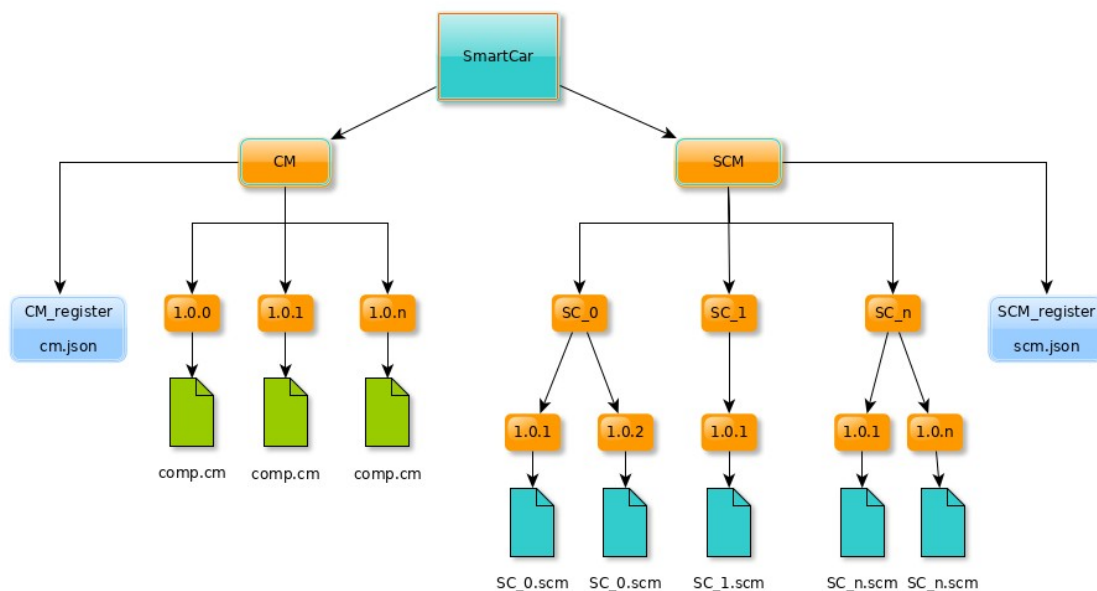 SmartCar
CM
SCM
CM_register
cm.json
1.0.0
1.0.1
1.0.n
SC_0
SC_1
SC_n
SCM_register
scm.json
comp.cm
comp.cm
comp.cm
1.0.1
1.0.2
1.0.1
1.0.1
1.0.n
SC_0.scm
SC_0.scm
SC_1.scm
SC_n.scm
SC_n.scm